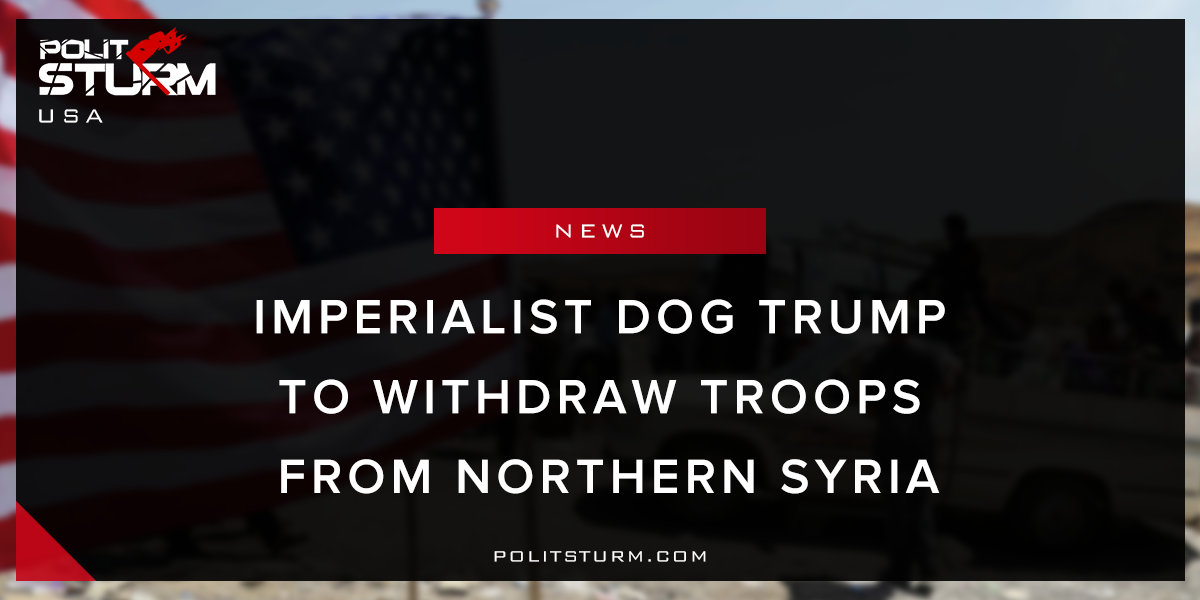 POLIT
STURM
USA
NEWS
IMPERIALIST DOG TRUMP
TO WITHDRAW TROOPS
FROM NORTHERN SYRIA
POLITSTURM.COM